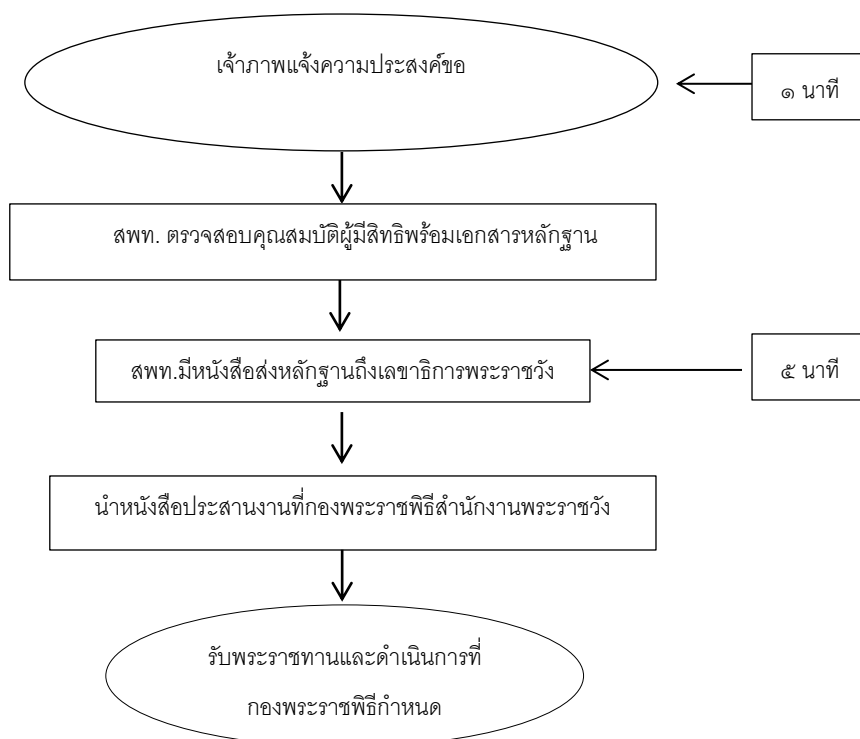 เจ้าภาพแจ้งความประสงค์ขอ
๑ นาที
สพท. ตรวจสอบคุณสมบัติผู้มีสิทธิพร้อมเอกสารหลักฐาน
สพท.มีหนังสือส่งหลักฐานถึงเลขาธิการพระราชวัง
๕ นาที
นำหนังสือประสานงานที่กองพระราชพิธีสำนักงานพระราชวัง
รับพระราชทานและดำเนินการที่
กองพระราชพิธีกำหนด